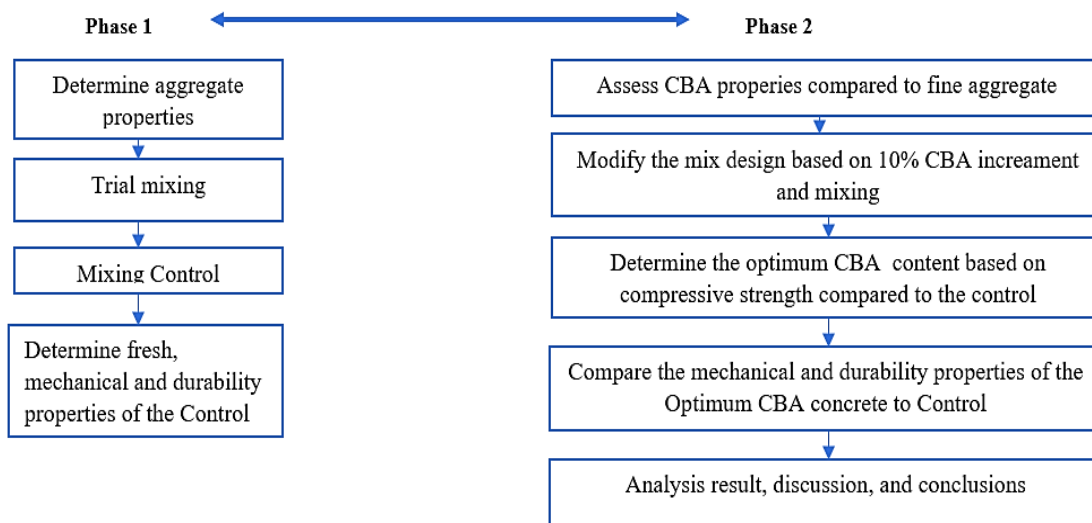 Phase 1
Determine aggregate
properties
Trial mixing
Mixing Control
Determine fresh,
mechanical and durability
properties of the Control
Phase 2
Assess CBA properies compared to fine aggregate
Modify the mix design based on 10% CBA increament
and mixing
Determine the optimum CBA content based on
compressive strength compared to the control
Compare the mechanical and durability properties of the
Optimum CBA concrete to Control
Analysis result, discussion, and conclusions